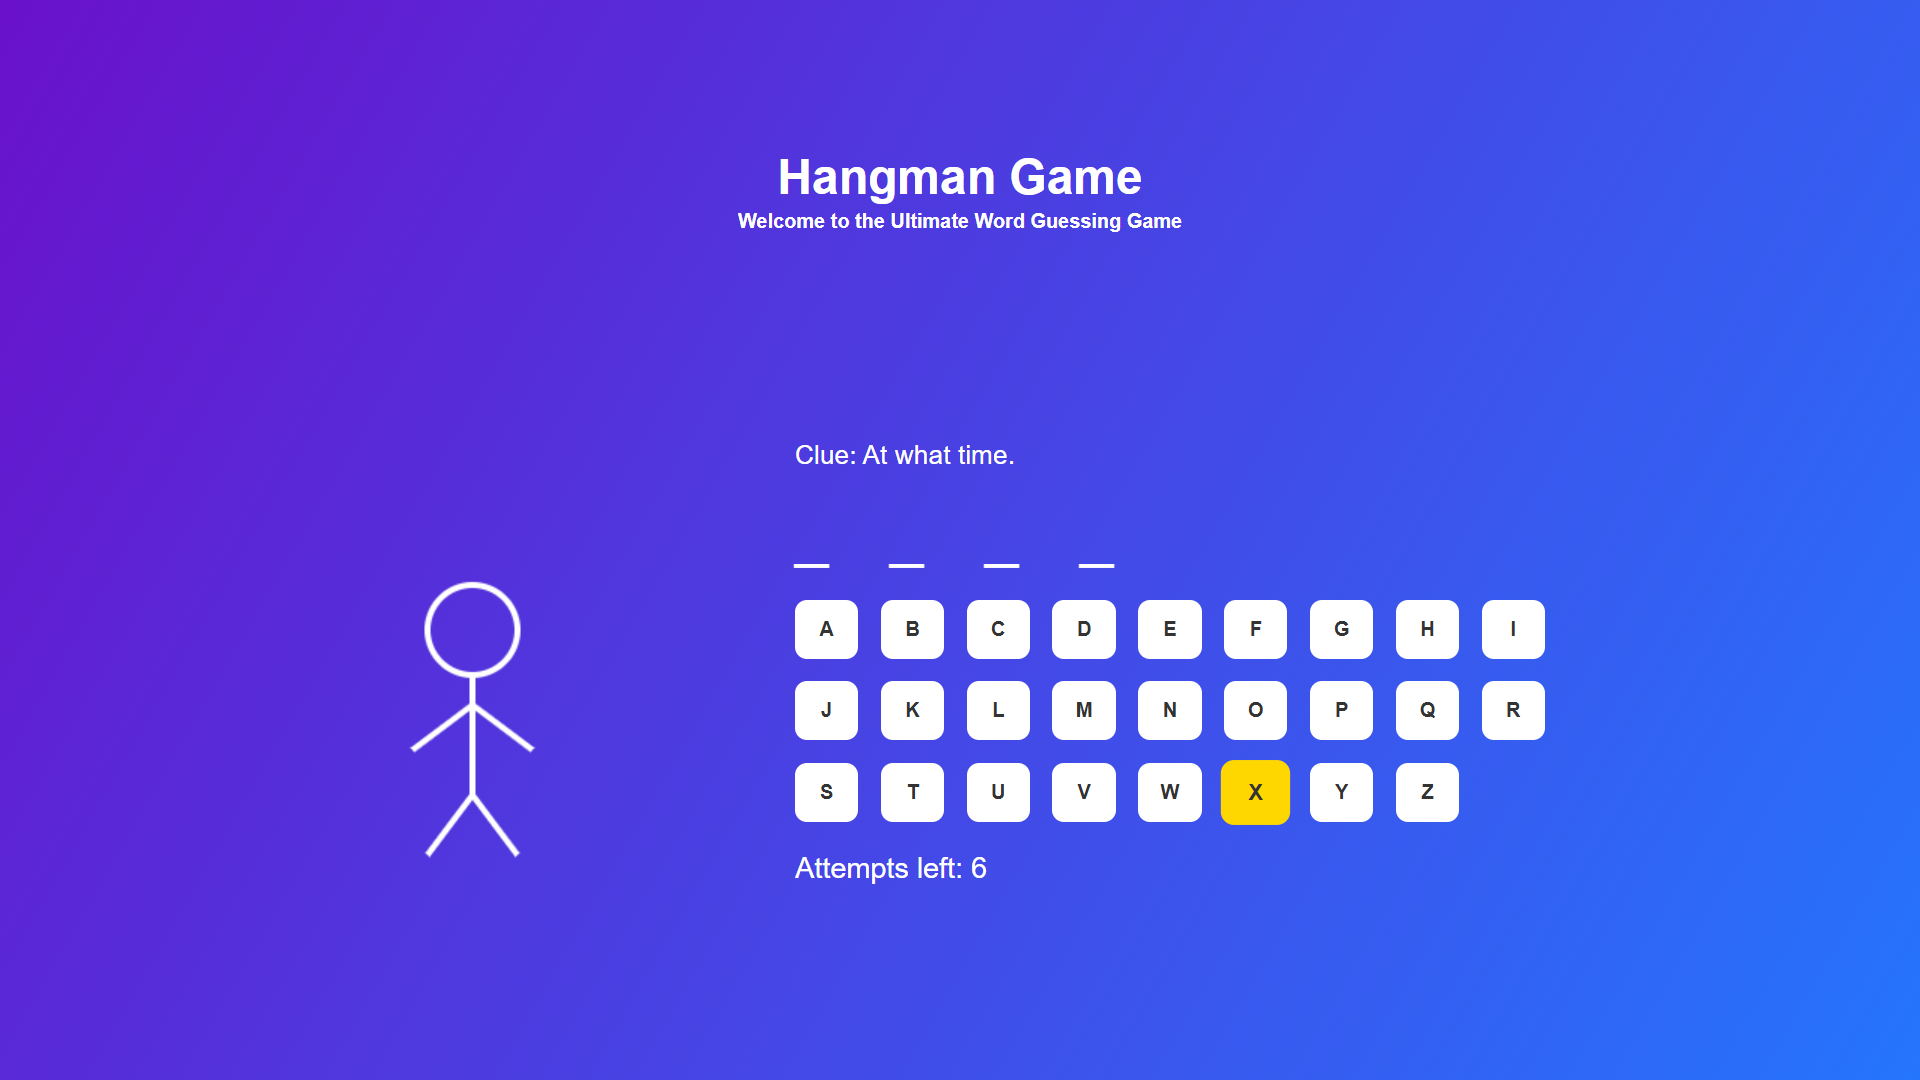 Hangman Game
Welcome to the Ultimate Word Guessing Game
Clue: At what time.
A B C D E F G H I
J K L M N O P Q R
S T U V W X Y Z
Attempts left: 6